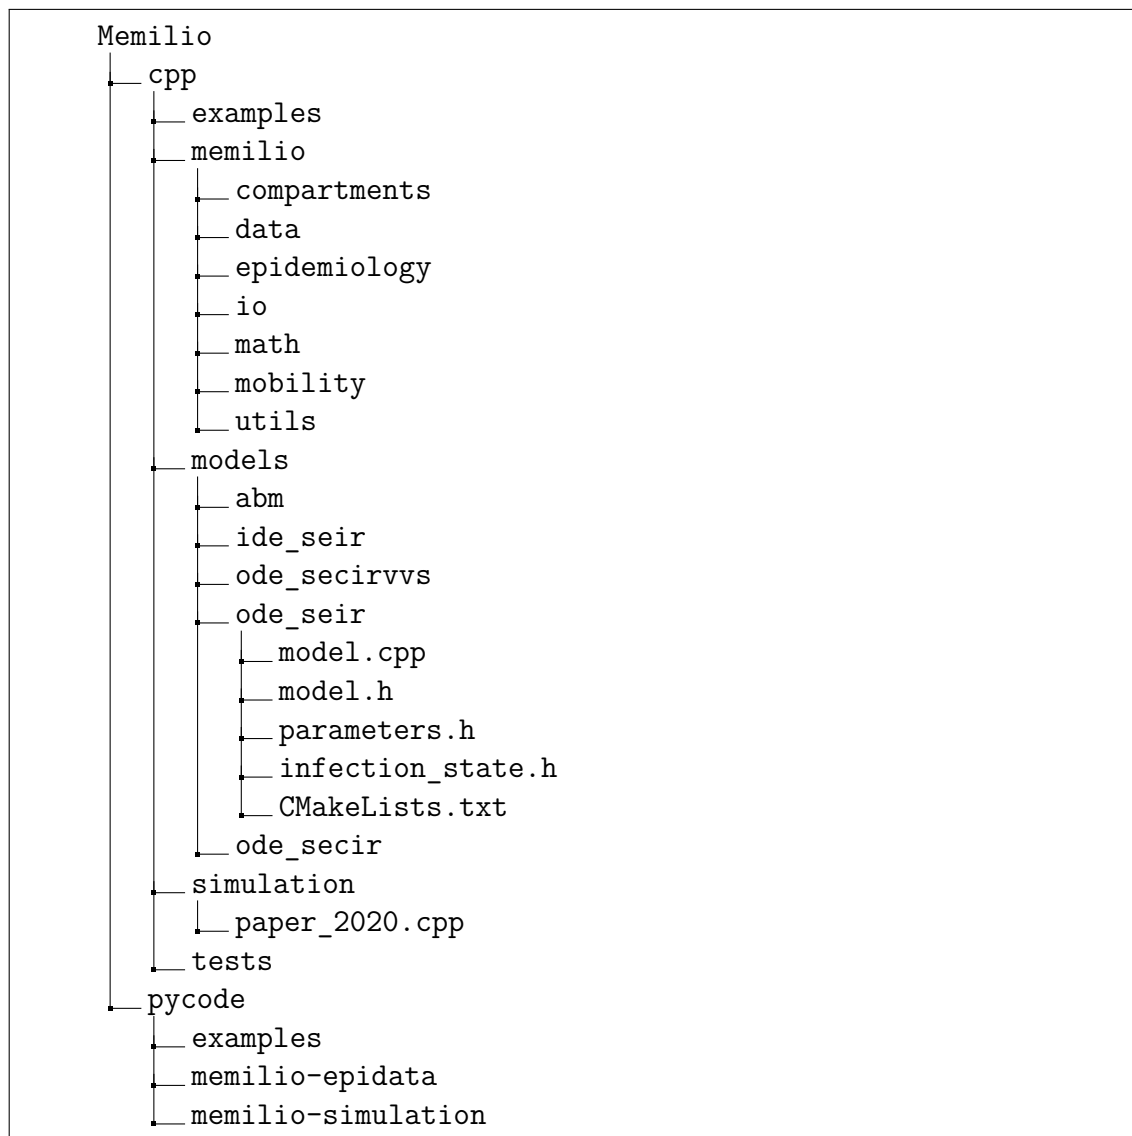 Memilio
cpp
examples
memilio
compartments
data
epidemiology
io
math
mobility
utils
models
abm
ide_seir
ode_secirvvs
ode_seir
model.cpp
model.h
parameters.h
infection_state.h
CMakeLists.txt
ode_secir
simulation
paper_2020.cpp
tests
pycode
examples
memilio-epidata
memilio-simulation